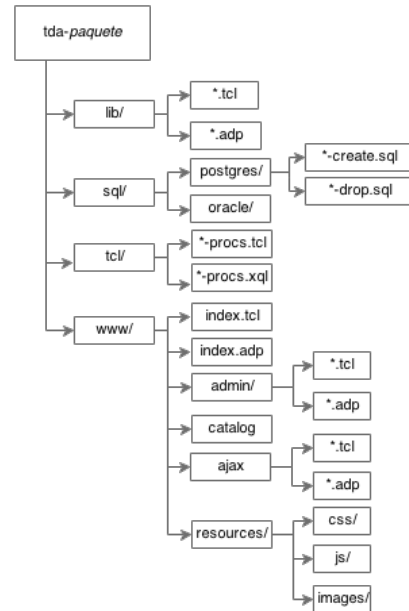 tda-paquete
lib/
*.tcl
*.adp
sql/
postgres/
*-create.sql
*-drop.sql
oracle/
tcl/
*-procs.tcl
*-procs.xql
www/
index.tcl
index.adp
admin/
*.tcl
*.adp
catalog
ajax
*.tcl
*.adp
resources/
css/
js/
images/